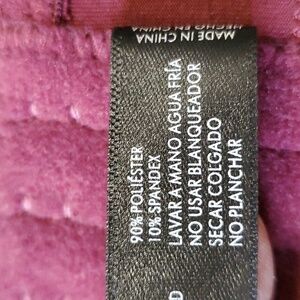 MADE IN CHINA
HECHO EN CHINA
90% POLIÉSTER
10% SPANDEX
LAVAR A MANO AGUA FRÍA
NO USAR BLANQUEADOR
SECAR COLGADO
NO PLANCHAR